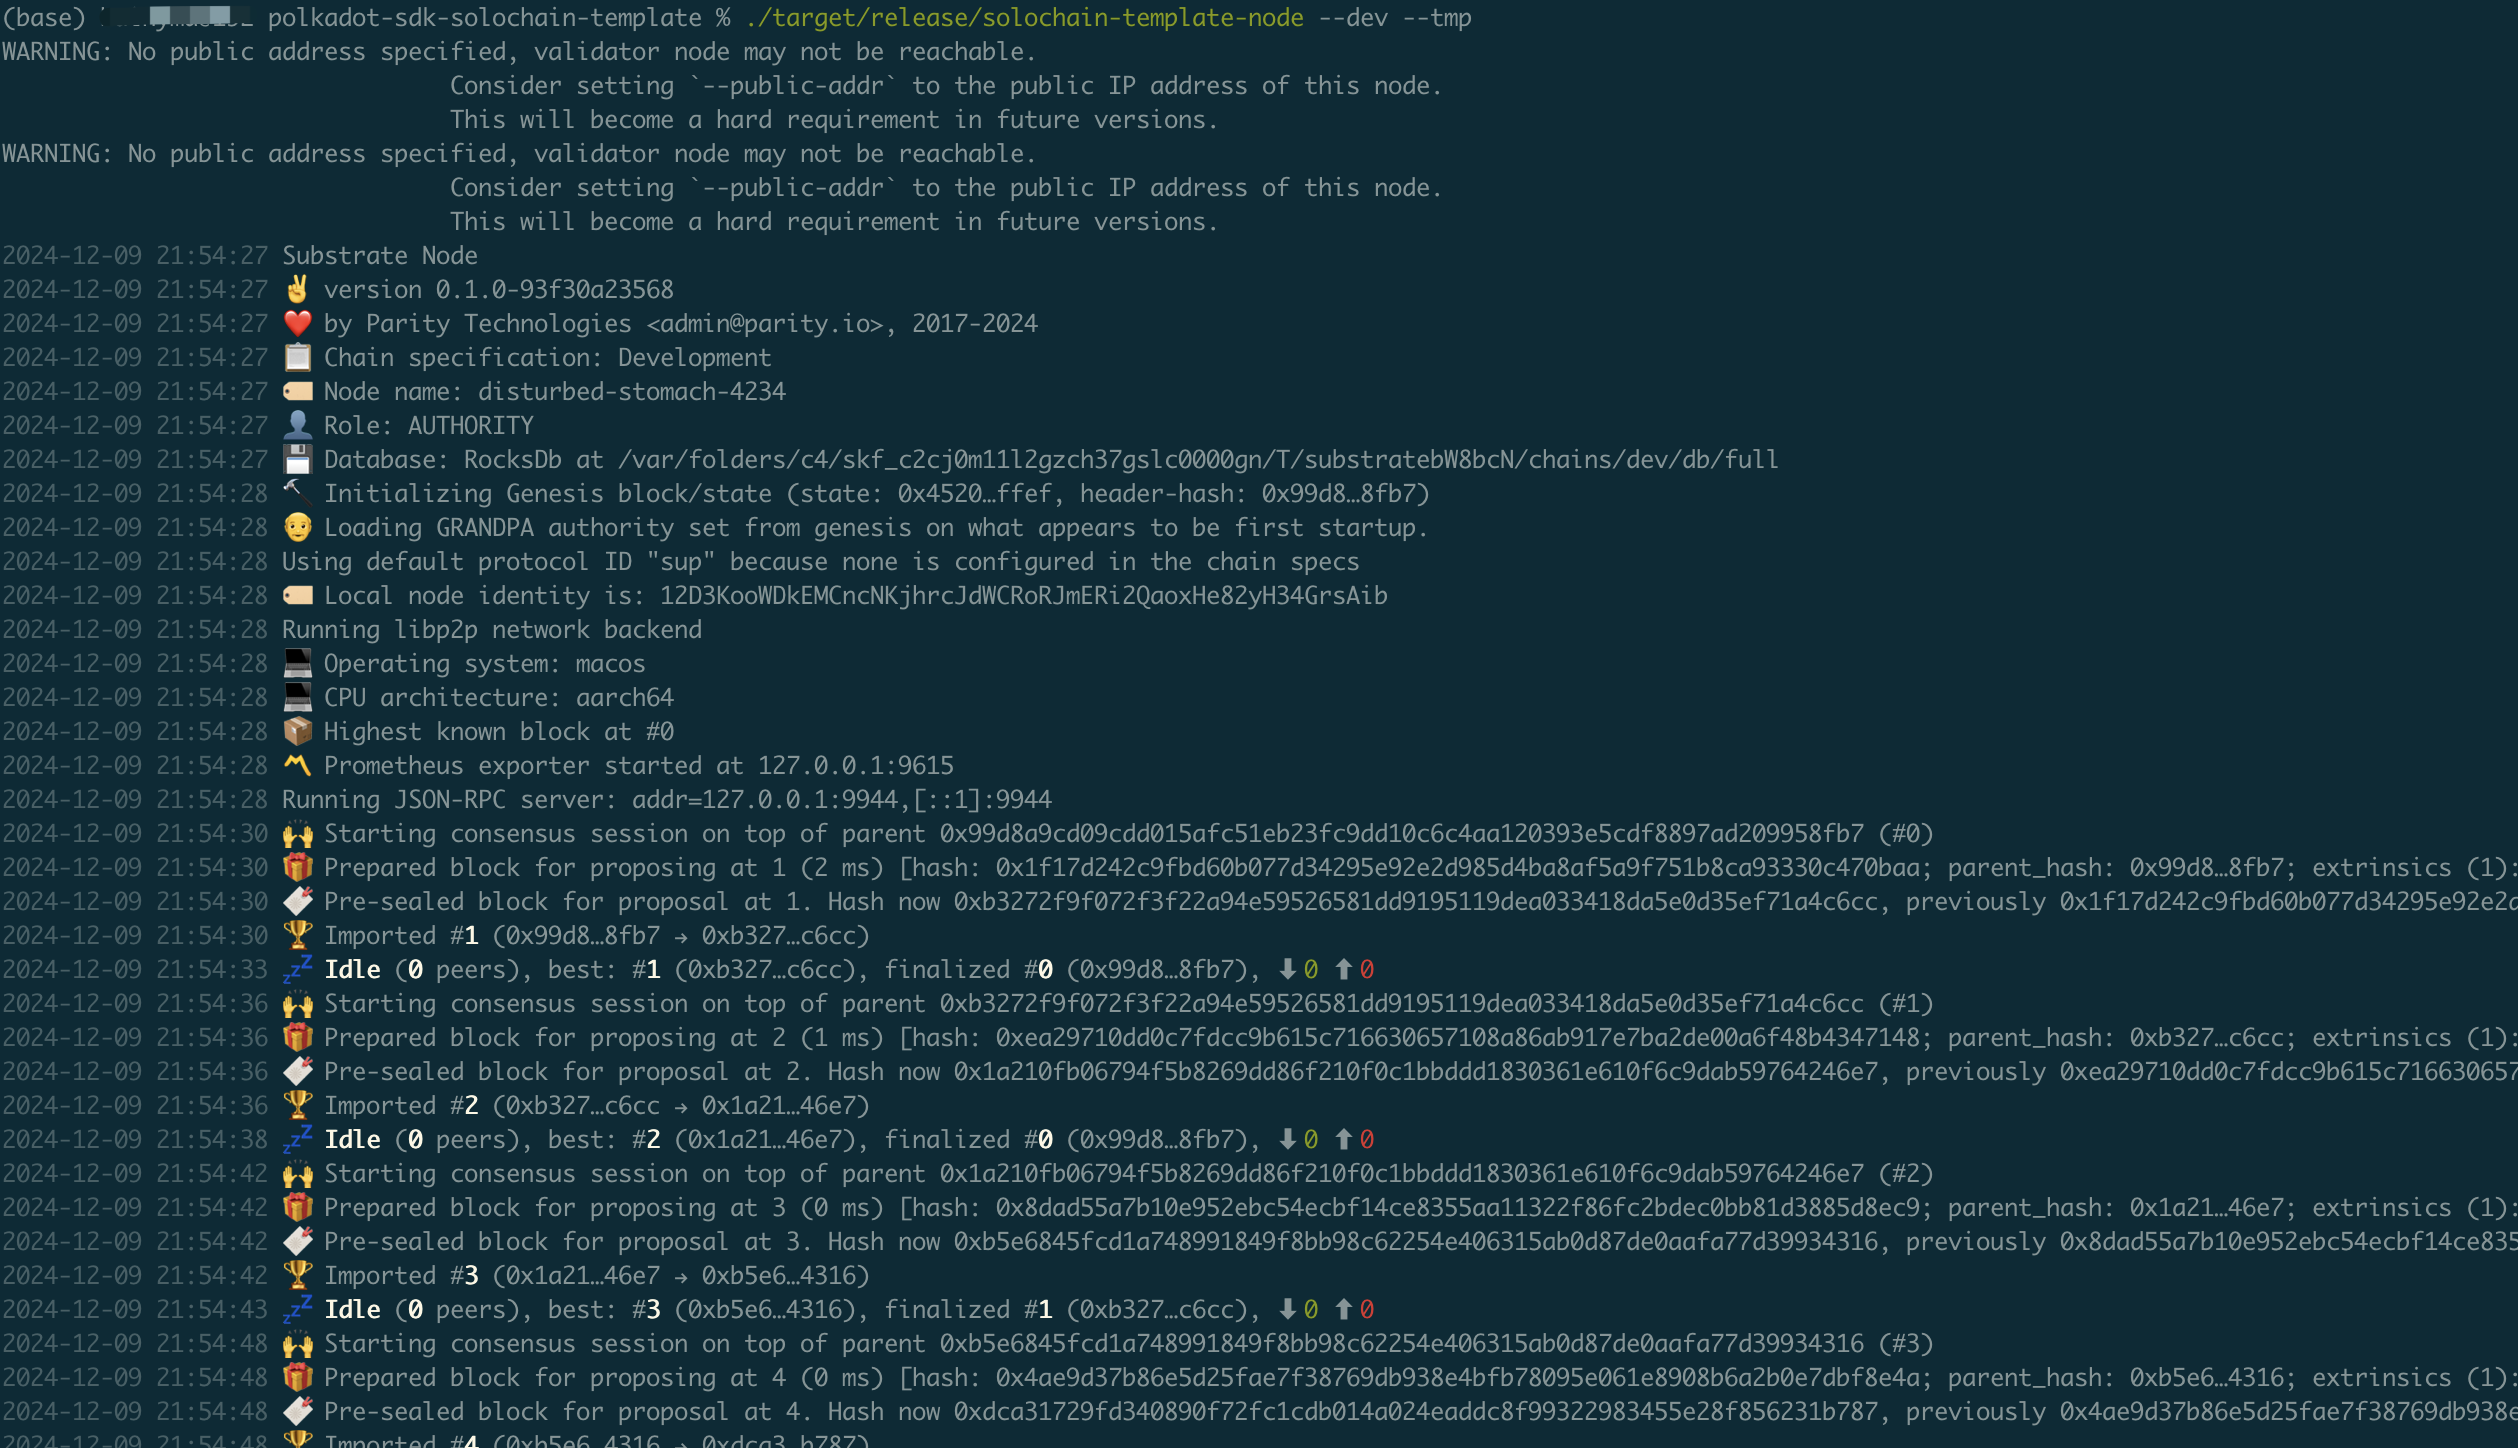 (base) polkadot-sdk-solochain-template % ./target/release/solochain-template-node --dev --tmp
WARNING: No public address specified, validator node may not be reachable.
Consider setting `--public-addr` to the public IP address of this node.
This will become a hard requirement in future versions.
WARNING: No public address specified, validator node may not be reachable.
Consider setting `--public-addr` to the public IP address of this node.
This will become a hard requirement in future versions.
2024-12-09 21:54:27 Substrate Node
2024-12-09 21:54:27 ✌️ version 0.1.0-93f30a23568
2024-12-09 21:54:27 ❤️ by Parity Technologies <admin@parity.io>, 2017-2024
2024-12-09 21:54:27 📋 Chain specification: Development
2024-12-09 21:54:27 🏷 Node name: disturbed-stomach-4234
2024-12-09 21:54:27 👤 Role: AUTHORITY
2024-12-09 21:54:27 💾 Database: RocksDb at /var/folders/c4/skf_c2cj0m11l2gzch37gslc0000gn/T/substratebW8bcN/chains/dev/db/full
2024-12-09 21:54:28 🔨 Initializing Genesis block/state (state: 0x4520…ffef, header-hash: 0x99d8…8fb7)
2024-12-09 21:54:28 👴 Loading GRANDPA authority set from genesis on what appears to be first startup.
2024-12-09 21:54:28 Using default protocol ID "sup" because none is configured in the chain specs
2024-12-09 21:54:28 🏷 Local node identity is: 12D3KooWDkEMCncNKjhrcJdWCRoRJmERi2QaoxHe82yH34GrsAib
2024-12-09 21:54:28 Running libp2p network backend
2024-12-09 21:54:28 💻 Operating system: macos
2024-12-09 21:54:28 💻 CPU architecture: aarch64
2024-12-09 21:54:28 📦 Highest known block at #0
2024-12-09 21:54:28 〽️ Prometheus exporter started at 127.0.0.1:9615
2024-12-09 21:54:28 Running JSON-RPC server: addr=127.0.0.1:9944,[::1]:9944
2024-12-09 21:54:30 🙌 Starting consensus session on top of parent 0x99d8a9cd09cdd015afc51eb23fc9dd10c6c4aa120393e5cdf8897ad209958fb7 (#0)
2024-12-09 21:54:30 🎁 Prepared block for proposing at 1 (2 ms) [hash: 0x1f17d242c9fbd60b077d34295e92e2d985d4ba8af5a9f751b8ca93330c470baa; parent_hash: 0x99d8…8fb7; extrinsics (1):
2024-12-09 21:54:30 🔖 Pre-sealed block for proposal at 1. Hash now 0xb3272f9f072f3f22a94e59526581dd9195119dea033418da5e0d35ef71a4c6cc, previously 0x1f17d242c9fbd60b077d34295e92e2d
2024-12-09 21:54:30 🏆 Imported #1 (0x99d8…8fb7 → 0xb327…c6cc)
2024-12-09 21:54:33 💤 Idle (0 peers), best: #1 (0xb327…c6cc), finalized #0 (0x99d8…8fb7), ⬇ 0 ⬆ 0
2024-12-09 21:54:36 🙌 Starting consensus session on top of parent 0xb3272f9f072f3f22a94e59526581dd9195119dea033418da5e0d35ef71a4c6cc (#1)
2024-12-09 21:54:36 🎁 Prepared block for proposing at 2 (1 ms) [hash: 0xea29710dd0c7fdcc9b615c716630657108a86ab917e7ba2de00a6f48b4347148; parent_hash: 0xb327…c6cc; extrinsics (1):
2024-12-09 21:54:36 🔖 Pre-sealed block for proposal at 2. Hash now 0x1a210fb06794f5b8269dd86f210f0c1bbddd1830361e610f6c9dab59764246e7, previously 0xea29710dd0c7fdcc9b615c716630657
2024-12-09 21:54:36 🏆 Imported #2 (0xb327…c6cc → 0x1a21…46e7)
2024-12-09 21:54:38 💤 Idle (0 peers), best: #2 (0x1a21…46e7), finalized #0 (0x99d8…8fb7), ⬇ 0 ⬆ 0
2024-12-09 21:54:42 🙌 Starting consensus session on top of parent 0x1a210fb06794f5b8269dd86f210f0c1bbddd1830361e610f6c9dab59764246e7 (#2)
2024-12-09 21:54:42 🎁 Prepared block for proposing at 3 (0 ms) [hash: 0x8dad55a7b10e952ebc54ecbf14ce8355aa11322f86fc2bdec0bb81d3885d8ec9; parent_hash: 0x1a21…46e7; extrinsics (1):
2024-12-09 21:54:42 🔖 Pre-sealed block for proposal at 3. Hash now 0xb5e6845fcd1a748991849f8bb98c62254e406315ab0d87de0aafa77d39934316, previously 0x8dad55a7b10e952ebc54ecbf14ce835
2024-12-09 21:54:42 🏆 Imported #3 (0x1a21…46e7 → 0xb5e6…4316)
2024-12-09 21:54:43 💤 Idle (0 peers), best: #3 (0xb5e6…4316), finalized #1 (0xb327…c6cc), ⬇ 0 ⬆ 0
2024-12-09 21:54:48 🙌 Starting consensus session on top of parent 0xb5e6845fcd1a748991849f8bb98c62254e406315ab0d87de0aafa77d39934316 (#3)
2024-12-09 21:54:48 🎁 Prepared block for proposing at 4 (0 ms) [hash: 0x4ae9d37b86e5d25fae7f38769db938e4bfb78095e061e8908b6a2b0e7dbf8e4a; parent_hash: 0xb5e6…4316; extrinsics (1):
2024-12-09 21:54:48 🔖 Pre-sealed block for proposal at 4. Hash now 0xdca31729fd340890f72fc1cdb014a024eaddc8f99322983455e28f856231b787, previously 0x4ae9d37b86e5d25fae7f38769db938e
2024-12-09 21:54:48 🏆 Imported #4 (0xb5e6…4316 → 0xdca3…b787)